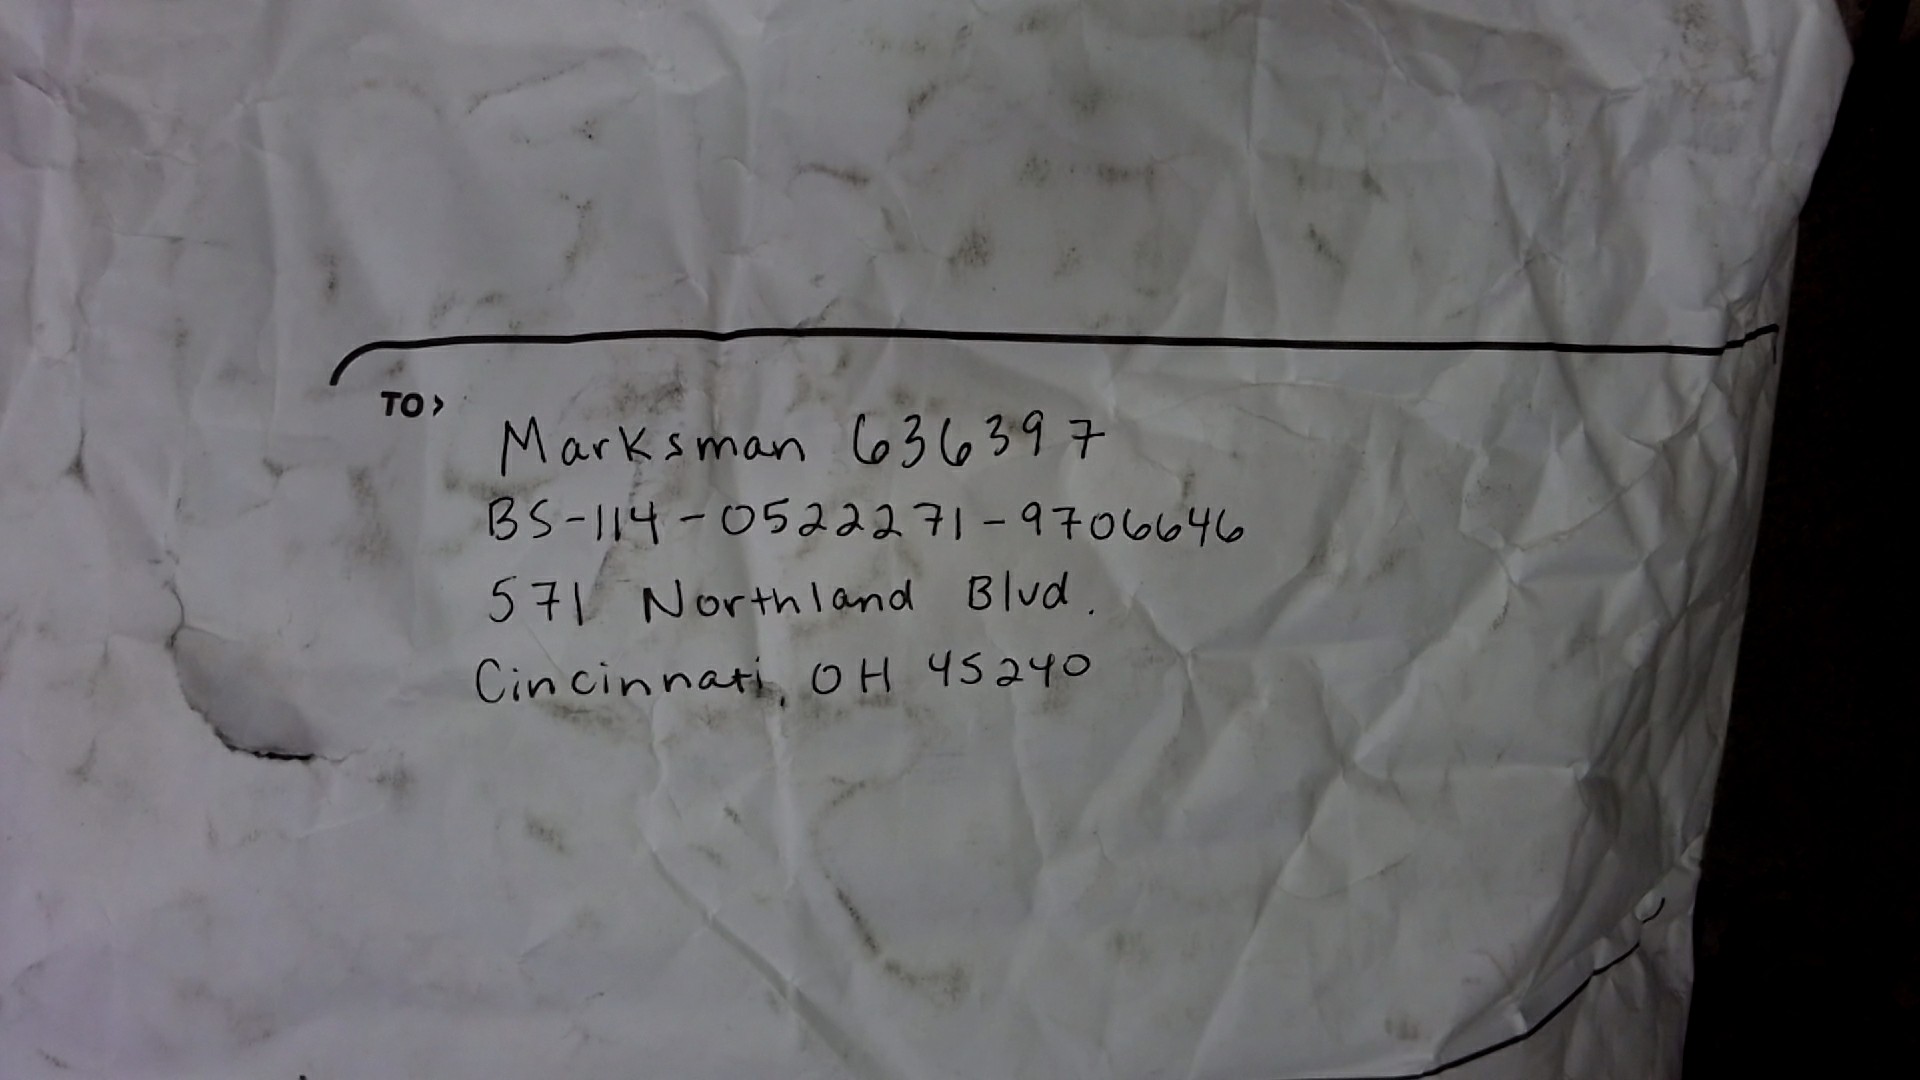 TO›
Marksman 636397
BS-114-0522271-9706646
571 Northland Blvd.
Cincinnati, OH 45240